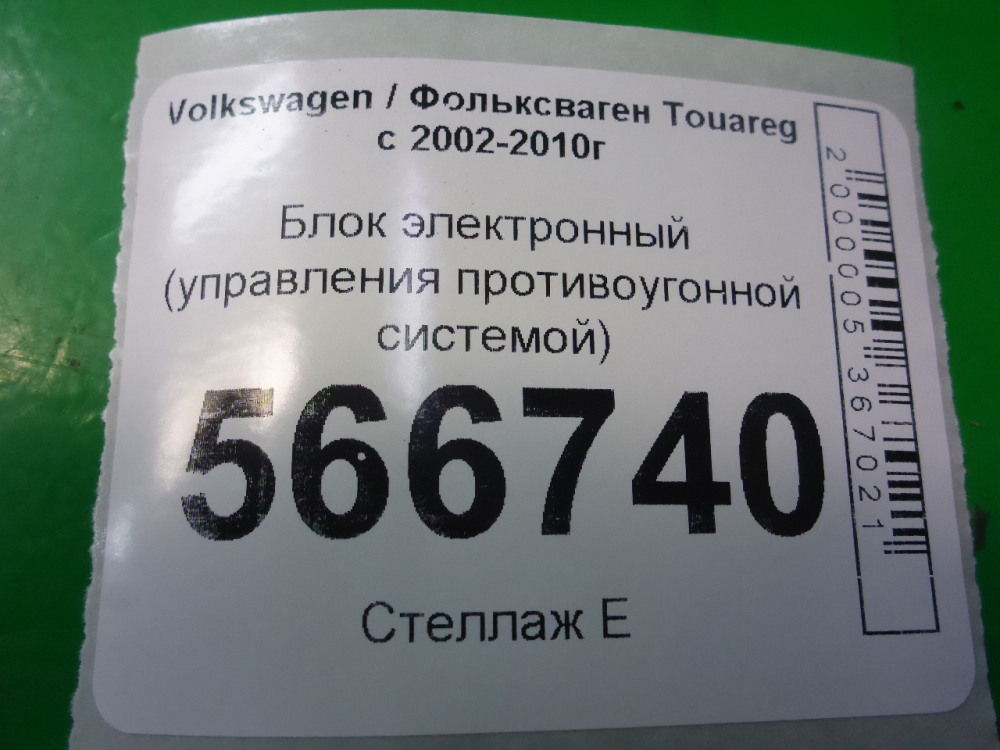 Volkswagen / Фольксваген Touareg
с 2002-2010г
Блок электронный
(управления противоугонной
системой)
566740
Стеллаж Е
2000005367021